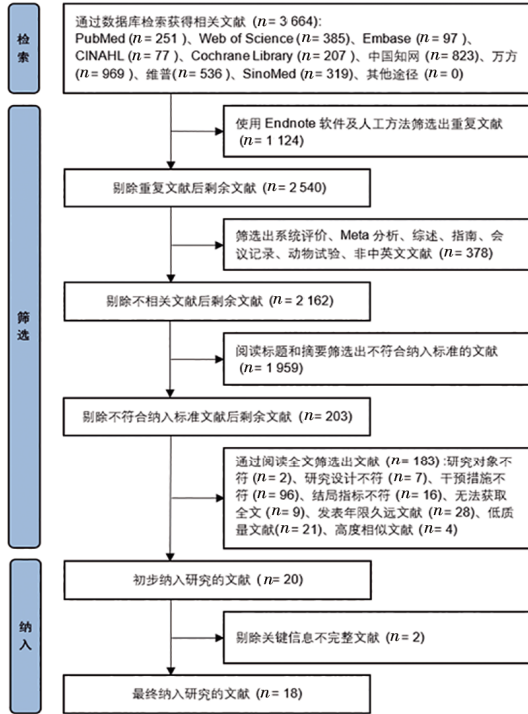 检索
通过数据库检索获得相关文献 (n = 3 664)：
PubMed (n = 251 )、Web of Science (n = 385)、Embase (n = 97 )、
CINAHL (n = 77 )、Cochrane Library (n = 207 )、中国知网 (n = 823)、万方
(n = 969 )、维普(n = 536 )、SinoMed (n = 319)、其他途径 (n = 0)
筛选
使用 Endnote 软件及人工方法筛选出重复文献
(n = 1 124)
剔除重复文献后剩余文献 (n = 2 540)
筛选出系统评价、Meta 分析、综述、指南、会
议记录、动物试验、非中英文文献 (n = 378)
剔除不相关文献后剩余文献 (n = 2 162)
阅读标题和摘要筛选出不符合纳入标准的文献
(n = 1 959)
剔除不符合纳入标准文献后剩余文献 (n = 203)
通过阅读全文筛选出文献 (n = 183) :研究对象不
符 (n = 2)、研究设计不符 (n = 7)、干预措施不
符 (n = 96)、结局指标不符 (n = 16)、无法获取
全文 (n = 9)、发表年限久远文献 (n = 28)、低质
量文献(n = 21)、高度相似文献 (n = 4)
纳入
初步纳入研究的文献 (n = 20)
剔除关键信息不完整文献 (n = 2)
最终纳入研究的文献 (n = 18)